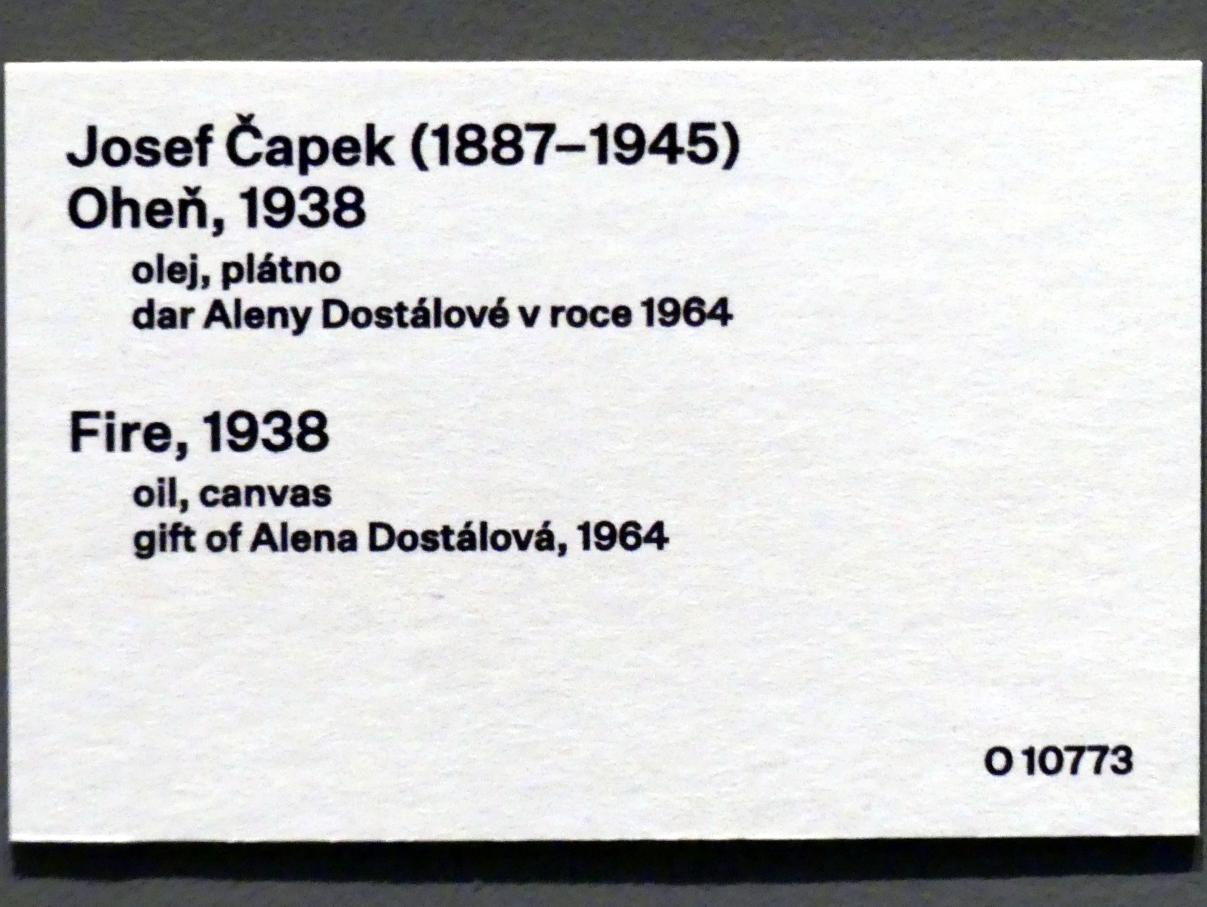 Josef Čapek (1887–1945)
Oheň, 1938
olej, plátno
dar Aleny Dostálové v roce 1964
Fire, 1938
oil, canvas
gift of Alena Dostálová, 1964
O 10773